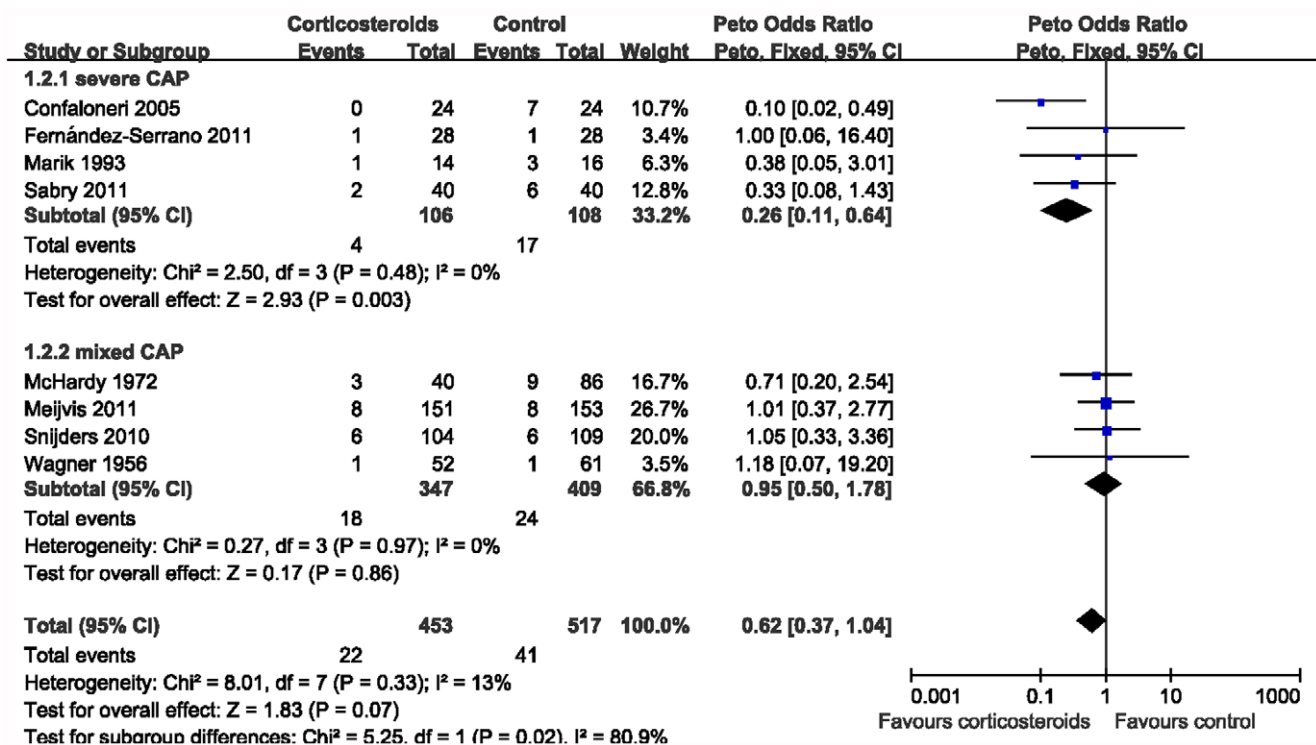 Corticosteroids Control Peto Odds Ratio Peto Odds Ratio
Study or Subgroup Events Total Events Total Weight Peto, Fixed, 95% CI Peto, Fixed, 95% CI
1.2.1 severe CAP
Confaloneri 2005 0 24 7 24 10.7% 0.10 [0.02, 0.49]
Fernández-Serrano 2011 1 28 1 28 3.4% 1.00 [0.06, 16.40]
Marik 1993 1 14 3 16 6.3% 0.38 [0.05, 3.01]
Sabry 2011 2 40 6 40 12.8% 0.33 [0.08, 1.43]
Subtotal (95% CI) 106 108 33.2% 0.26 [0.11, 0.64]
Total events 4 17
Heterogeneity: Chi² = 2.50, df = 3 (P = 0.48); I² = 0%
Test for overall effect: Z = 2.93 (P = 0.003)
1.2.2 mixed CAP
McHardy 1972 3 40 9 86 16.7% 0.71 [0.20, 2.54]
Meijvis 2011 8 151 8 153 26.7% 1.01 [0.37, 2.77]
Snijders 2010 6 104 6 109 20.0% 1.05 [0.33, 3.36]
Wagner 1956 1 52 1 61 3.5% 1.18 [0.07, 19.20]
Subtotal (95% CI) 347 409 66.8% 0.95 [0.50, 1.78]
Total events 18 24
Heterogeneity: Chi² = 0.27, df = 3 (P = 0.97); I² = 0%
Test for overall effect: Z = 0.17 (P = 0.86)
Total (95% CI) 453 517 100.0% 0.62 [0.37, 1.04]
Total events 22 41
Heterogeneity: Chi² = 8.01, df = 7 (P = 0.33); I² = 13%
Test for overall effect: Z = 1.83 (P = 0.07)
Test for subgroup differences: Chi² = 5.25, df = 1 (P = 0.02), I² = 80.9%
0.001 0.1 1 10 1000
Favours corticosteroids Favours control